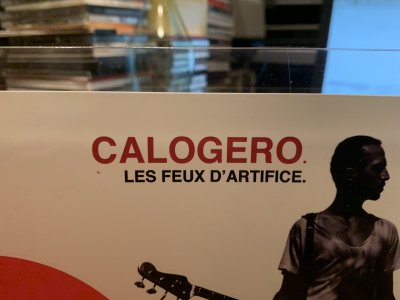 CALOGERO.
LES FEUX D'ARTIFICE.